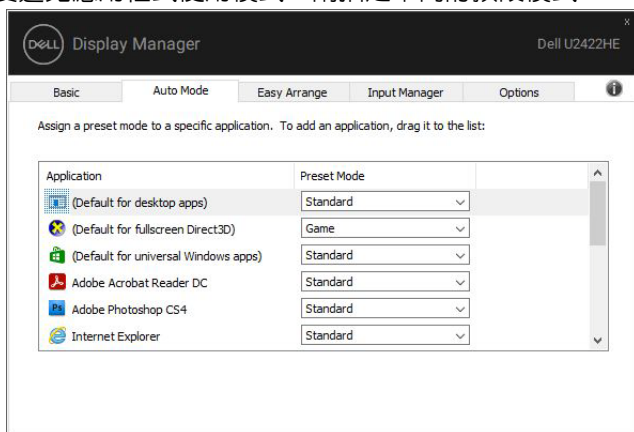 DELL Display Manager Dell U2422HE
Basic Auto Mode Easy Arrange Input Manager Options
Assign a preset mode to a specific application. To add an application, drag it to the list:
Application Preset Mode
(Default for desktop apps) Standard
(Default for fullscreen Direct3D) Game
(Default for universal Windows apps) Standard
Adobe Acrobat Reader DC Standard
Ps Adobe Photoshop CS4 Standard
Internet Explorer Standard